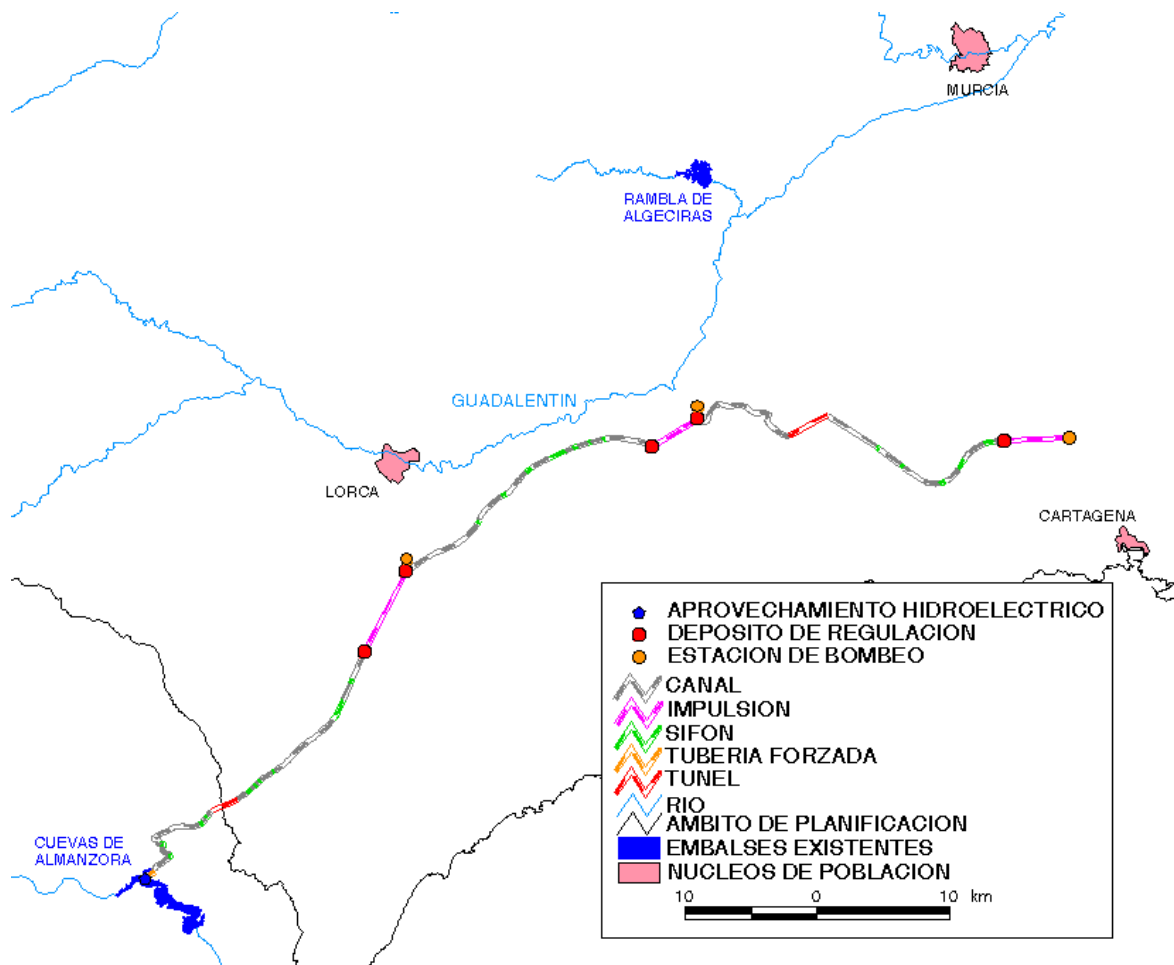 MURCIA
RAMBLA DE
ALGECIRAS
GUADALENTIN
LORCA
CARTAGENA
APROVECHAMIENTO HIDROELECTRICO
DEPOSITO DE REGULACION
ESTACION DE BOMBEO
CANAL
IMPULSION
SIFON
TUBERIA FORZADA
TUNEL
RIO
AMBITO DE PLANIFICACION
EMBALSES EXISTENTES
NUCLEOS DE POBLACION
10 0 10 km
CUEVAS DE
ALMANZORA